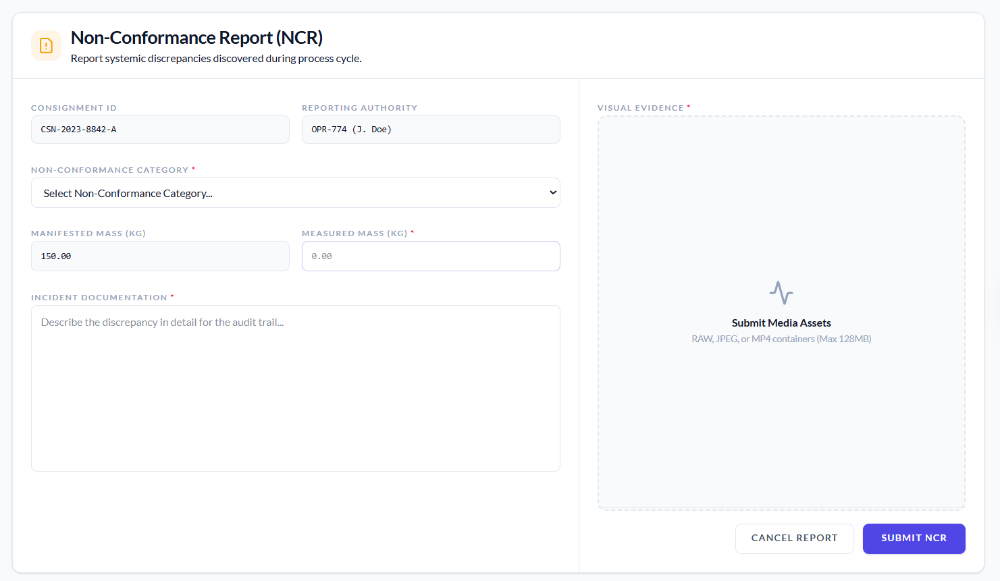 Non-Conformance Report (NCR)
Report systemic discrepancies discovered during process cycle.
CONSIGNMENT ID
CSN-2023-8842-A
REPORTING AUTHORITY
OPR-774 (J. Doe)
NON-CONFORMANCE CATEGORY *
Select Non-Conformance Category...
MANIFESTED MASS (KG)
150.00
MEASURED MASS (KG) *
0.00
INCIDENT DOCUMENTATION *
Describe the discrepancy in detail for the audit trail...
VISUAL EVIDENCE *
Submit Media Assets
RAW, JPEG, or MP4 containers (Max 128MB)
CANCEL REPORT
SUBMIT NCR